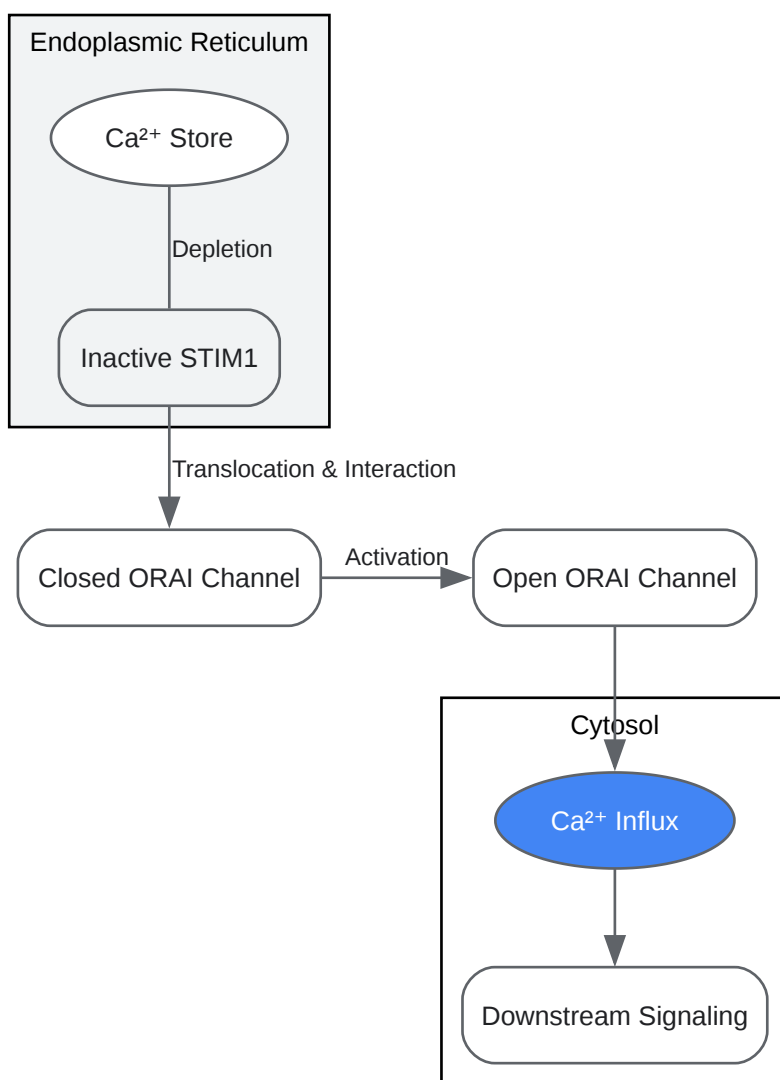 Endoplasmic Reticulum
Ca²⁺ Store
Depletion
Inactive STIM1
Translocation & Interaction
Closed ORAI Channel
Activation
Open ORAI Channel
Cytosol
Ca²⁺ Influx
Downstream Signaling